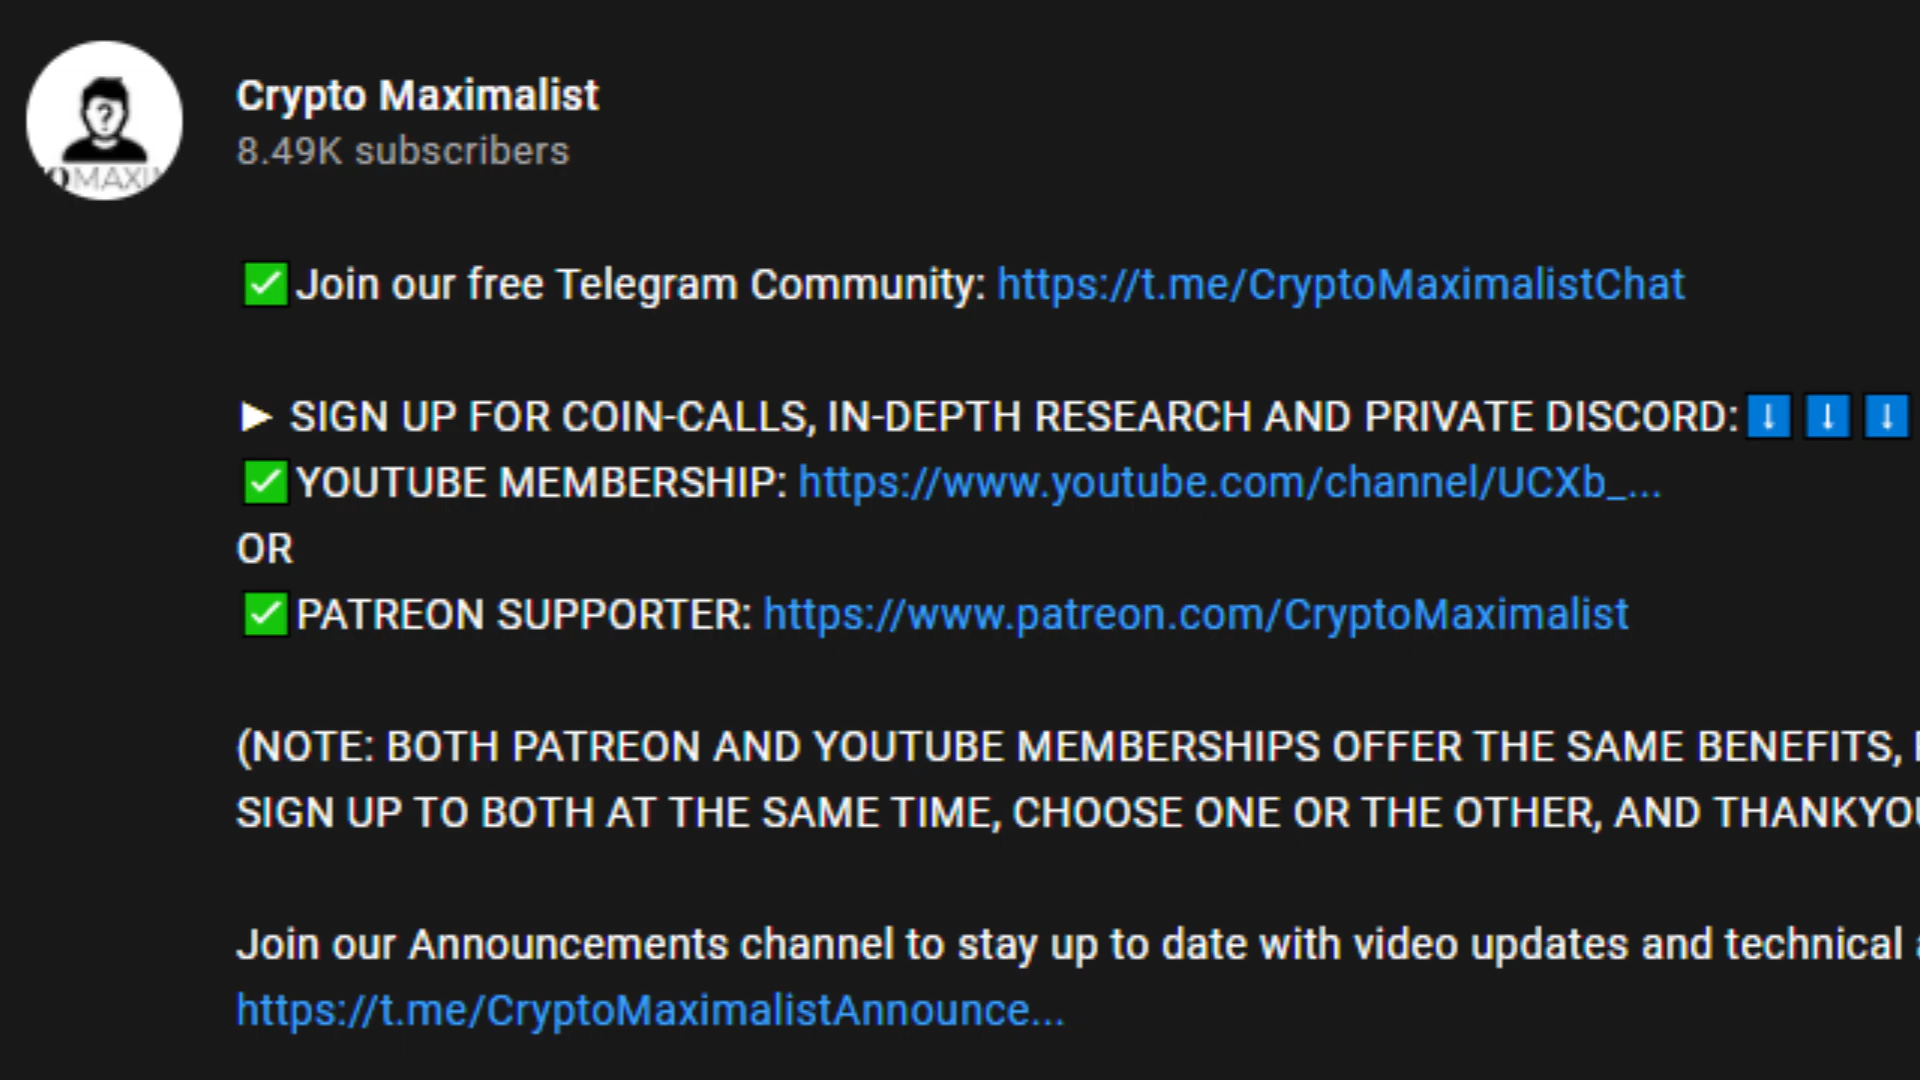 Crypto Maximalist
8.49K subscribers
?
OMAXI
✅Join our free Telegram Community: https://t.me/CryptoMaximalistChat
► SIGN UP FOR COIN-CALLS, IN-DEPTH RESEARCH AND PRIVATE DISCORD:⬇⬇⬇
✅YOUTUBE MEMBERSHIP: https://www.youtube.com/channel/UCXb_...
OR
✅PATREON SUPPORTER: https://www.patreon.com/CryptoMaximalist
(NOTE: BOTH PATREON AND YOUTUBE MEMBERSHIPS OFFER THE SAME BENEFITS,
SIGN UP TO BOTH AT THE SAME TIME, CHOOSE ONE OR THE OTHER, AND THANKYOU
Join our Announcements channel to stay up to date with video updates and technical
https://t.me/CryptoMaximalistAnnounce...